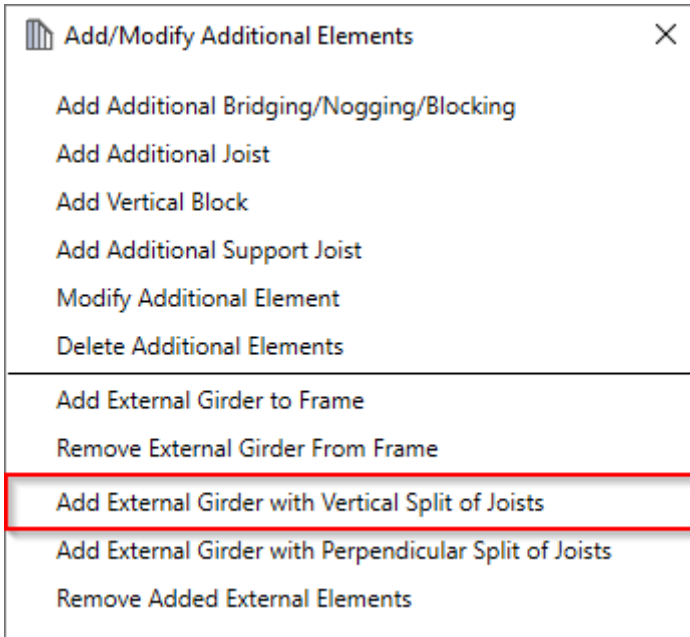 Add/Modify Additional Elements
Add Additional Bridging/Nogging/Blocking
Add Additional Joist
Add Vertical Block
Add Additional Support Joist
Modify Additional Element
Delete Additional Elements
Add External Girder to Frame
Remove External Girder From Frame
Add External Girder with Vertical Split of Joists
Add External Girder with Perpendicular Split of Joists
Remove Added External Elements